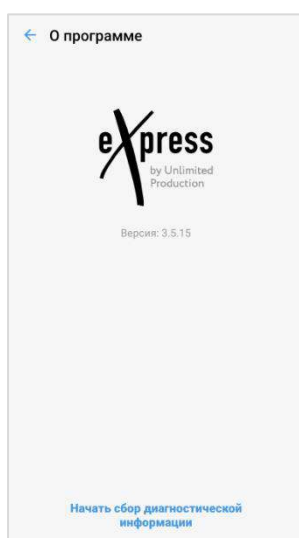 О программе
eXpress
by Unlimited
Production
Версия: 3.5.15
Начать сбор диагностической
информации